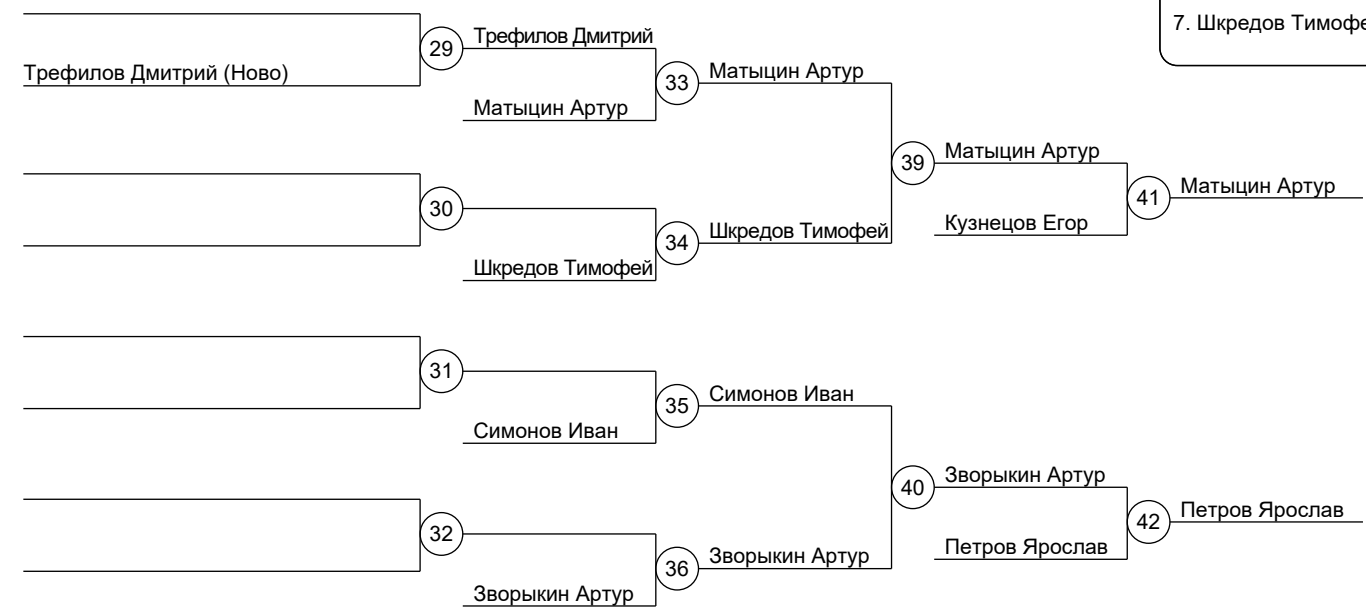 7. Шкредов Тимофе
29
Трефилов Дмитрий
Трефилов Дмитрий (Ново)
33
Матыцин Артур
Матыцин Артур
39
Матыцин Артур
41
Матыцин Артур
30
Кузнецов Егор
34
Шкредов Тимофей
Шкредов Тимофей
31
35
Симонов Иван
Симонов Иван
40
Зворыкин Артур
42
Петров Ярослав
32
Петров Ярослав
36
Зворыкин Артур
Зворыкин Артур